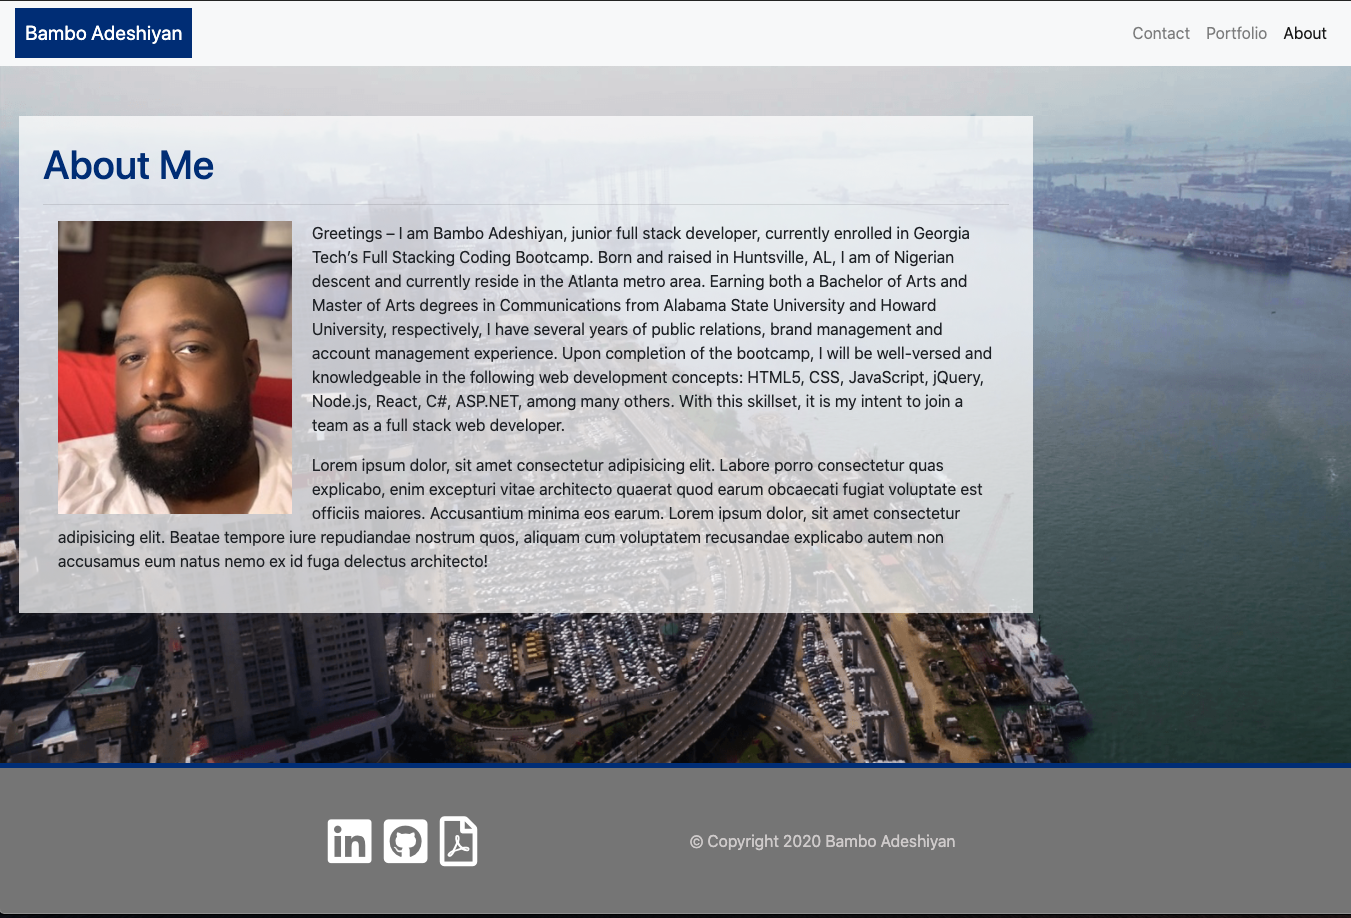 Bambo Adeshiyan
Contact Portfolio About
About Me
Greetings – I am Bambo Adeshiyan, junior full stack developer, currently enrolled in Georgia
Tech's Full Stacking Coding Bootcamp. Born and raised in Huntsville, AL, I am of Nigerian
descent and currently reside in the Atlanta metro area. Earning both a Bachelor of Arts and
Master of Arts degrees in Communications from Alabama State University and Howard
University, respectively, I have several years of public relations, brand management and
account management experience. Upon completion of the bootcamp, I will be well-versed and
knowledgeable in the following web development concepts: HTML5, CSS, JavaScript, jQuery,
Node.js, React, C#, ASP.NET, among many others. With this skillset, it is my intent to join a
team as a full stack web developer.
Lorem ipsum dolor, sit amet consectetur adipisicing elit. Labore porro consectetur quas
explicabo, enim excepturi vitae architecto quaerat quod earum obcaecati fugiat voluptate est
officiis maiores. Accusantium minima eos earum. Lorem ipsum dolor, sit amet consectetur
adipisicing elit. Beatae tempore iure repudiandae nostrum quos, aliquam cum voluptatem recusandae explicabo autem non
accusamus eum natus nemo ex id fuga delectus architecto!
in
© Copyright 2020 Bambo Adeshiyan